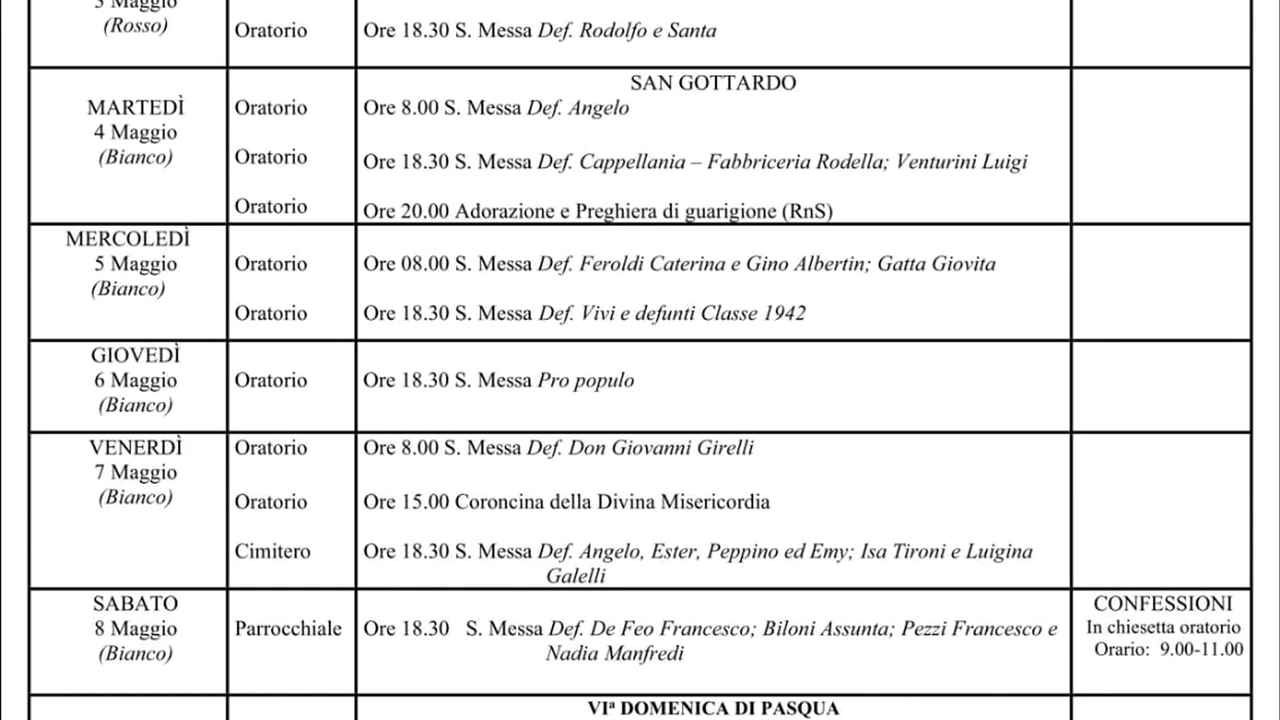 3 Maggio
(Rosso)
Oratorio
Ore 18.30 S. Messa Def. Rodolfo e Santa
SAN GOTTARDO
MARTEDÌ
4 Maggio
(Bianco)
Oratorio
Ore 8.00 S. Messa Def. Angelo
Oratorio
Ore 18.30 S. Messa Def. Cappellania – Fabbriceria Rodella; Venturini Luigi
Oratorio
Ore 20.00 Adorazione e Preghiera di guarigione (RnS)
MERCOLEDÌ
5 Maggio
(Bianco)
Oratorio
Ore 08.00 S. Messa Def. Feroldi Caterina e Gino Albertin; Gatta Giovita
Oratorio
Ore 18.30 S. Messa Def. Vivi e defunti Classe 1942
GIOVEDÌ
6 Maggio
(Bianco)
Oratorio
Ore 18.30 S. Messa Pro populo
VENERDÌ
7 Maggio
(Bianco)
Oratorio
Ore 8.00 S. Messa Def. Don Giovanni Girelli
Oratorio
Ore 15.00 Coroncina della Divina Misericordia
Cimitero
Ore 18.30 S. Messa Def. Angelo, Ester, Peppino ed Emy; Isa Tironi e Luigina
Galelli
SABATO
8 Maggio
(Bianco)
Parrocchiale
Ore 18.30 S. Messa Def. De Feo Francesco; Biloni Assunta; Pezzi Francesco e
Nadia Manfredi
CONFESSIONI
In chiesetta oratorio
Orario: 9.00-11.00
VIª DOMENICA DI PASQUA